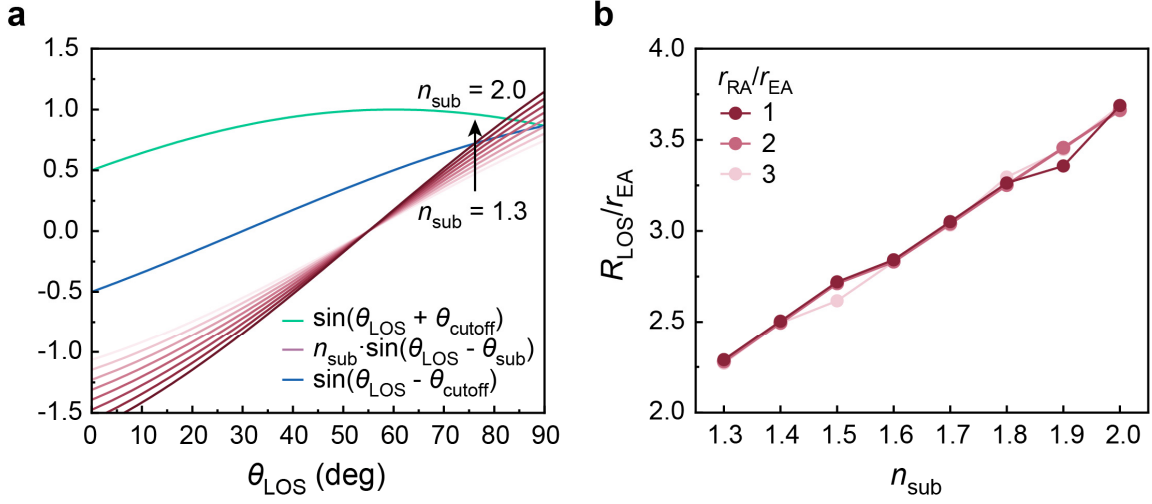 a
1.5
1.0
0.5
0.0
-0.5
-1.0
-1.5
n_sub = 2.0
n_sub = 1.3
sin(θ_LOS + θ_cutoff)
n_sub·sin(θ_LOS - θ_sub)
sin(θ_LOS - θ_cutoff)
0 10 20 30 40 50 60 70 80 90
θ_LOS (deg)
b
4.0
3.5
3.0
2.5
2.0
R_LOS/r_EA
r_RA/r_EA
1
2
3
1.3 1.4 1.5 1.6 1.7 1.8 1.9 2.0
n_sub